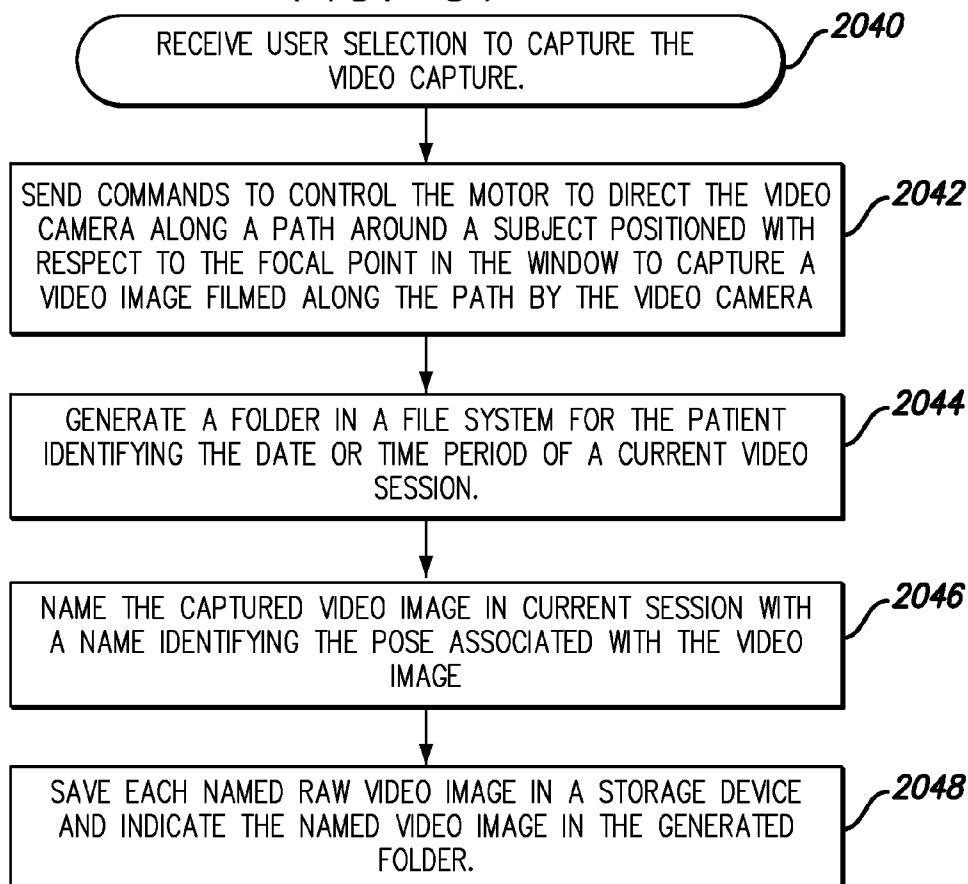 RECEIVE USER SELECTION TO CAPTURE THE
VIDEO CAPTURE.
2040
SEND COMMANDS TO CONTROL THE MOTOR TO DIRECT THE VIDEO
CAMERA ALONG A PATH AROUND A SUBJECT POSITIONED WITH
RESPECT TO THE FOCAL POINT IN THE WINDOW TO CAPTURE A
VIDEO IMAGE FILMED ALONG THE PATH BY THE VIDEO CAMERA
2042
GENERATE A FOLDER IN A FILE SYSTEM FOR THE PATIENT
IDENTIFYING THE DATE OR TIME PERIOD OF A CURRENT VIDEO
SESSION.
2044
NAME THE CAPTURED VIDEO IMAGE IN CURRENT SESSION WITH
A NAME IDENTIFYING THE POSE ASSOCIATED WITH THE VIDEO
IMAGE
2046
SAVE EACH NAMED RAW VIDEO IMAGE IN A STORAGE DEVICE
AND INDICATE THE NAMED VIDEO IMAGE IN THE GENERATED
FOLDER.
2048